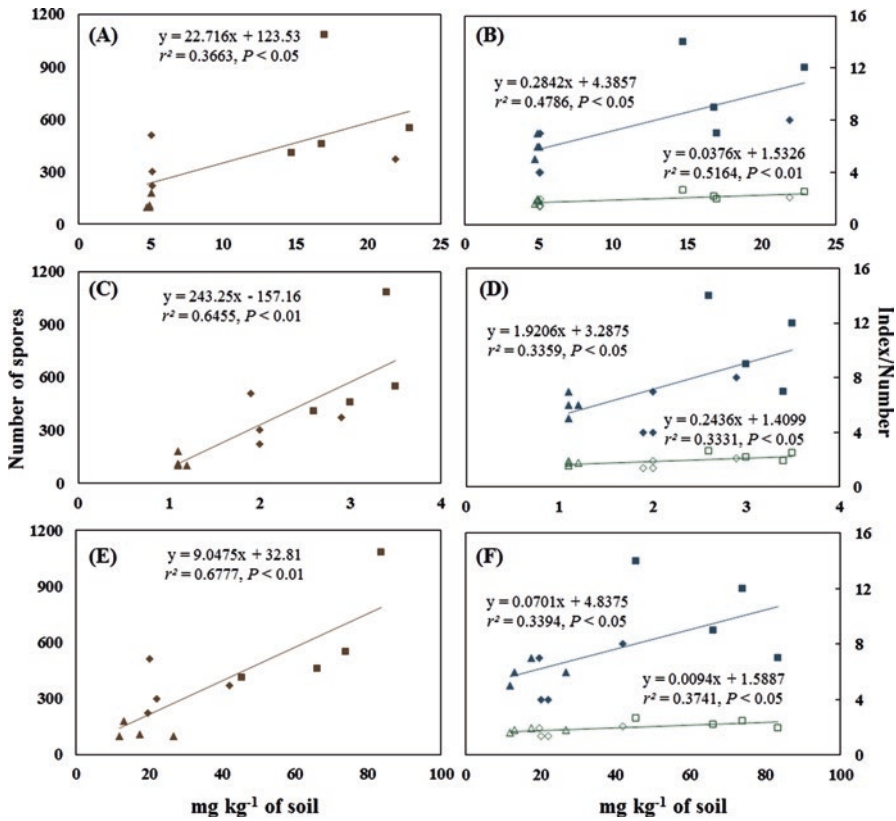 (A)
y = 22.716x + 123.53
r² = 0.3663, P < 0.05
1200
900
600
300
0
0 5 10 15 20 25
(B)
y = 0.2842x + 4.3857
r² = 0.4786, P < 0.05
y = 0.0376x + 1.5326
r² = 0.5164, P < 0.01
16
12
8
4
0
0 5 10 15 20 25
(C)
y = 243.25x - 157.16
r² = 0.6455, P < 0.01
1200
900
600
300
0
0 1 2 3 4
(D)
y = 1.9206x + 3.2875
r² = 0.3359, P < 0.05
y = 0.2436x + 1.4099
r² = 0.3331, P < 0.05
16
12
8
4
0
0 1 2 3 4
Number of spores
Index/Number
(E)
y = 9.0475x + 32.81
r² = 0.6777, P < 0.01
1200
900
600
300
0
0 20 40 60 80 100
(F)
y = 0.0701x + 4.8375
r² = 0.3394, P < 0.05
y = 0.0094x + 1.5887
r² = 0.3741, P < 0.05
16
12
8
4
0
0 20 40 60 80 100
mg kg⁻¹ of soil
mg kg⁻¹ of soil